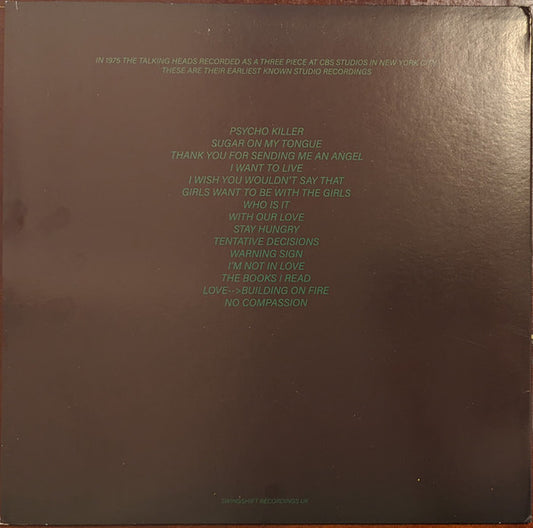 IN 1975 THE TALKING HEADS RECORDED AS A THREE PIECE AT CBS STUDIOS IN NEW YORK CITY
THESE ARE THEIR EARLIEST KNOWN STUDIO RECORDINGS
PSYCHO KILLER
SUGAR ON MY TONGUE
THANK YOU FOR SENDING ME AN ANGEL
I WANT TO LIVE
I WISH YOU WOULDN'T SAY THAT
GIRLS WANT TO BE WITH THE GIRLS
WHO IS IT
WITH OUR LOVE
STAY HUNGRY
TENTATIVE DECISIONS
WARNING SIGN
I'M NOT IN LOVE
THE BOOKS I READ
LOVE-->BUILDING ON FIRE
NO COMPASSION
SWINGSHIFT RECORDINGS UK